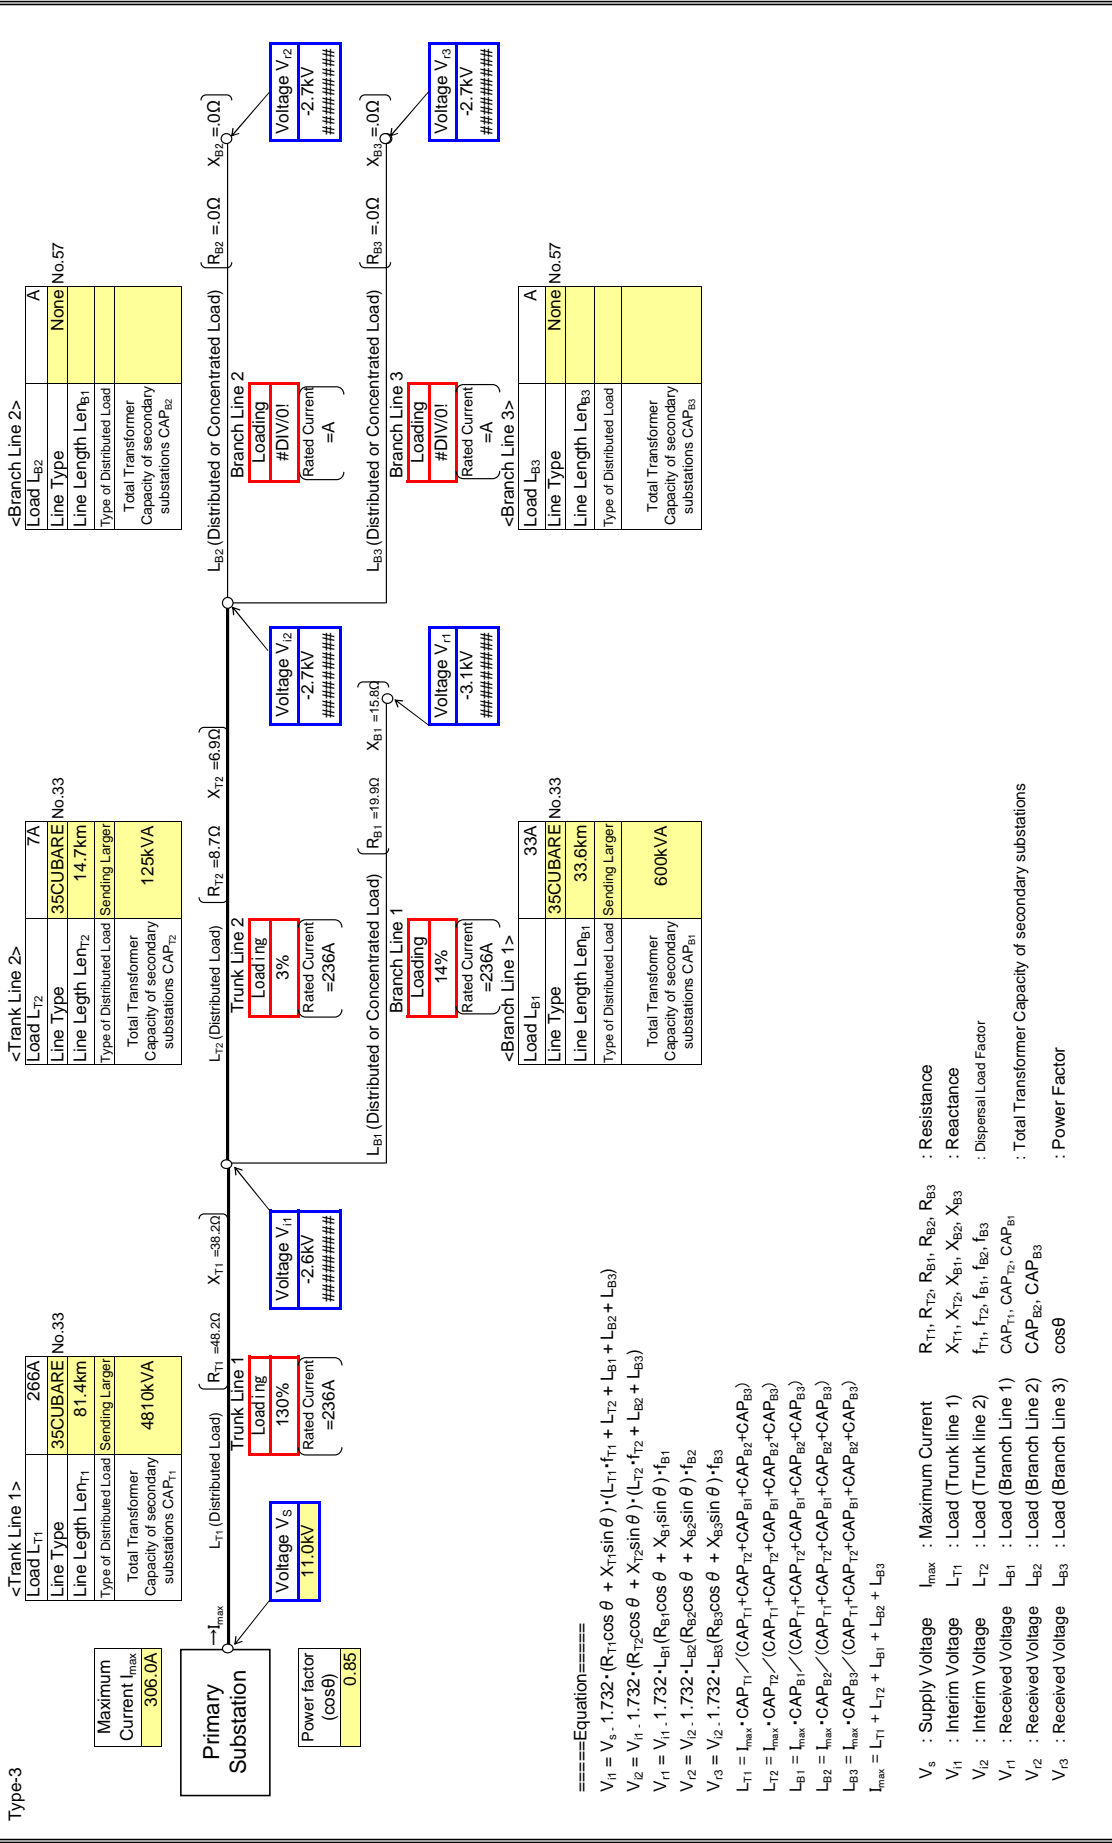 Type-3
Maximum
Current Imax
306.0A
Primary
Substation
Power factor
(cosθ)
0.85
→Imax
Voltage VS
11.0kV
<Trank Line 1>
Load LT1 266A
Line Type 35CUBARE No.33
Line Legth LenT1 81.4km
Type of Distributed Load Sending Larger
Total Transformer
Capacity of secondary
substations CAPT1
4810kVA
LT1 (Distributed Load)
RT1 =48.2Ω XT1 =38.2Ω
Trunk Line 1
Loading
130%
Rated Current
=236A
Voltage Vi1
-2.6kV
##########
<Trank Line 2>
Load LT2 7A
Line Type 35CUBARE No.33
Line Length LenT2 14.7km
Type of Distributed Load Sending Larger
Total Transformer
Capacity of secondary
substations CAPT2
125kVA
LT2 (Distributed Load)
RT2 =8.7Ω XT2 =6.9Ω
Trunk Line 2
Loading
3%
Rated Current
=236A
Voltage Vi2
-2.7kV
##########
LB1 (Distributed or Concentrated Load)
RB1 =19.9Ω XB1 =15.8Ω
Branch Line 1
Loading
14%
Rated Current
=236A
Voltage Vr1
-3.1kV
##########
<Branch Line 1>
Load LB1 33A
Line Type 35CUBARE No.33
Line Length LenB1 33.6km
Type of Distributed Load Sending Larger
Total Transformer
Capacity of secondary
substations CAPB1
600kVA
<Branch Line 2>
Load LB2 A
Line Type None No.57
Line Length LenB1
Type of Distributed Load
Total Transformer
Capacity of secondary
substations CAPB2
LB2 (Distributed or Concentrated Load)
RB2 =.0Ω XB2 =.0Ω
Branch Line 2
Loading
#DIV/0!
Rated Current
=A
Voltage Vr2
-2.7kV
##########
LB3 (Distributed or Concentrated Load)
RB3 =.0Ω XB3 =.0Ω
Branch Line 3
Loading
#DIV/0!
Rated Current
=A
Voltage Vr3
-2.7kV
##########
<Branch Line 3>
Load LB3 A
Line Type None No.57
Line Length LenB3
Type of Distributed Load
Total Transformer
Capacity of secondary
substations CAPB3
=====Equation=====
Vi1 = Vs - 1.732・(RT1cos θ + XT1sin θ)・(LT1・fT1 + LT2 + LB1 + LB2 + LB3)
Vi2 = Vi1 - 1.732・(RT2cos θ + XT2sin θ)・(LT2・fT2 + LB2 + LB3)
Vr1 = Vi1 - 1.732・LB1(RB1cos θ + XB1sin θ)・fB1
Vr2 = Vi2 - 1.732・LB2(RB2cos θ + XB2sin θ)・fB2
Vr3 = Vi2 - 1.732・LB3(RB3cos θ + XB3sin θ)・fB3
LT1 = Imax・CAPT1／(CAPT1+CAPT2+CAPB1+CAPB2+CAPB3)
LT2 = Imax・CAPT2／(CAPT1+CAPT2+CAPB1+CAPB2+CAPB3)
LB1 = Imax・CAPB1／(CAPT1+CAPT2+CAPB1+CAPB2+CAPB3)
LB2 = Imax・CAPB2／(CAPT1+CAPT2+CAPB1+CAPB2+CAPB3)
LB3 = Imax・CAPB3／(CAPT1+CAPT2+CAPB1+CAPB2+CAPB3)
Imax = LT1 + LT2 + LB1 + LB2 + LB3
Vs : Supply Voltage Imax : Maximum Current RT1, RT2, RB1, RB2, RB3 : Resistance
Vi1 : Interim Voltage LT1 : Load (Trunk line 1) XT1, XT2, XB1, XB2, XB3 : Reactance
Vi2 : Interim Voltage LT2 : Load (Trunk line 2) fT1, fT2, fB1, fB2, fB3 : Dispersal Load Factor
Vr1 : Received Voltage LB1 : Load (Branch Line 1) CAPT1, CAPT2, CAPB1 : Total Transformer Capacity of secondary substations
Vr2 : Received Voltage LB2 : Load (Branch Line 2) CAPB2, CAPB3
Vr3 : Received Voltage LB3 : Load (Branch Line 3) cosθ : Power Factor